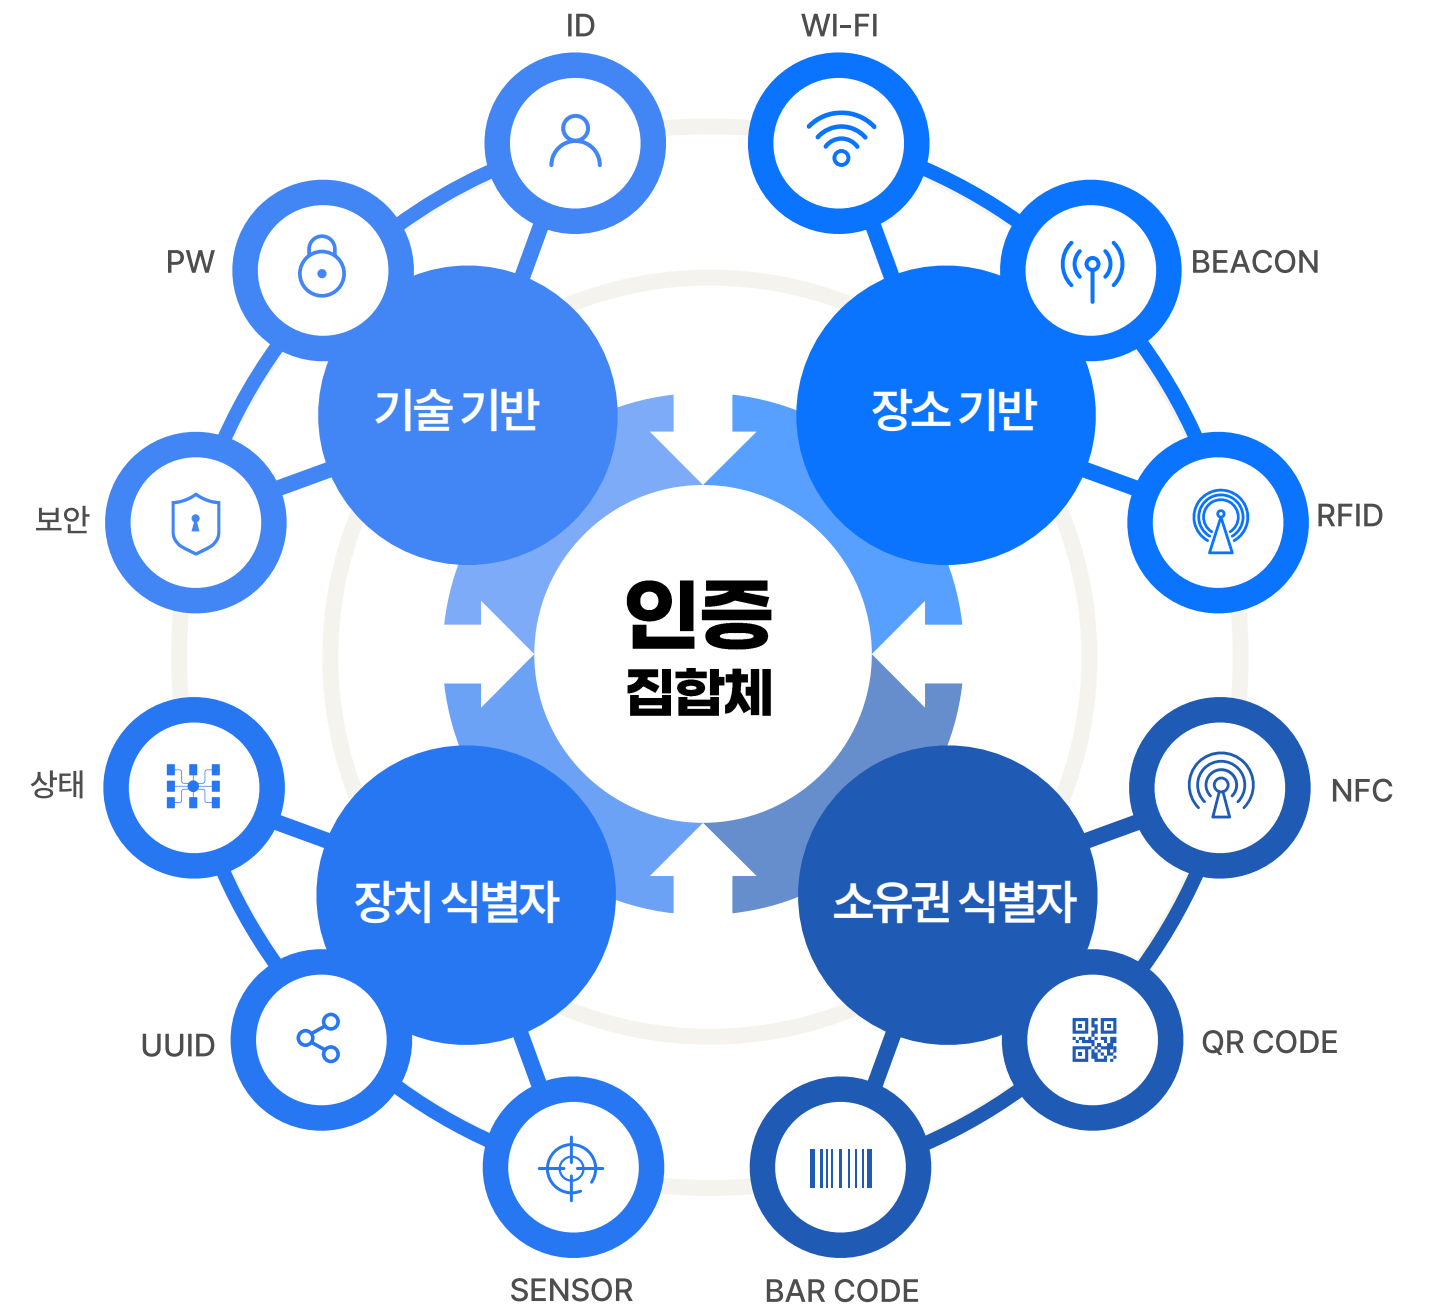 ID
WI-FI
PW
BEACON
기술 기반
장소 기반
보안
RFID
인증
집합체
상태
NFC
장치 식별자
소유권 식별자
UUID
QR CODE
SENSOR
BAR CODE